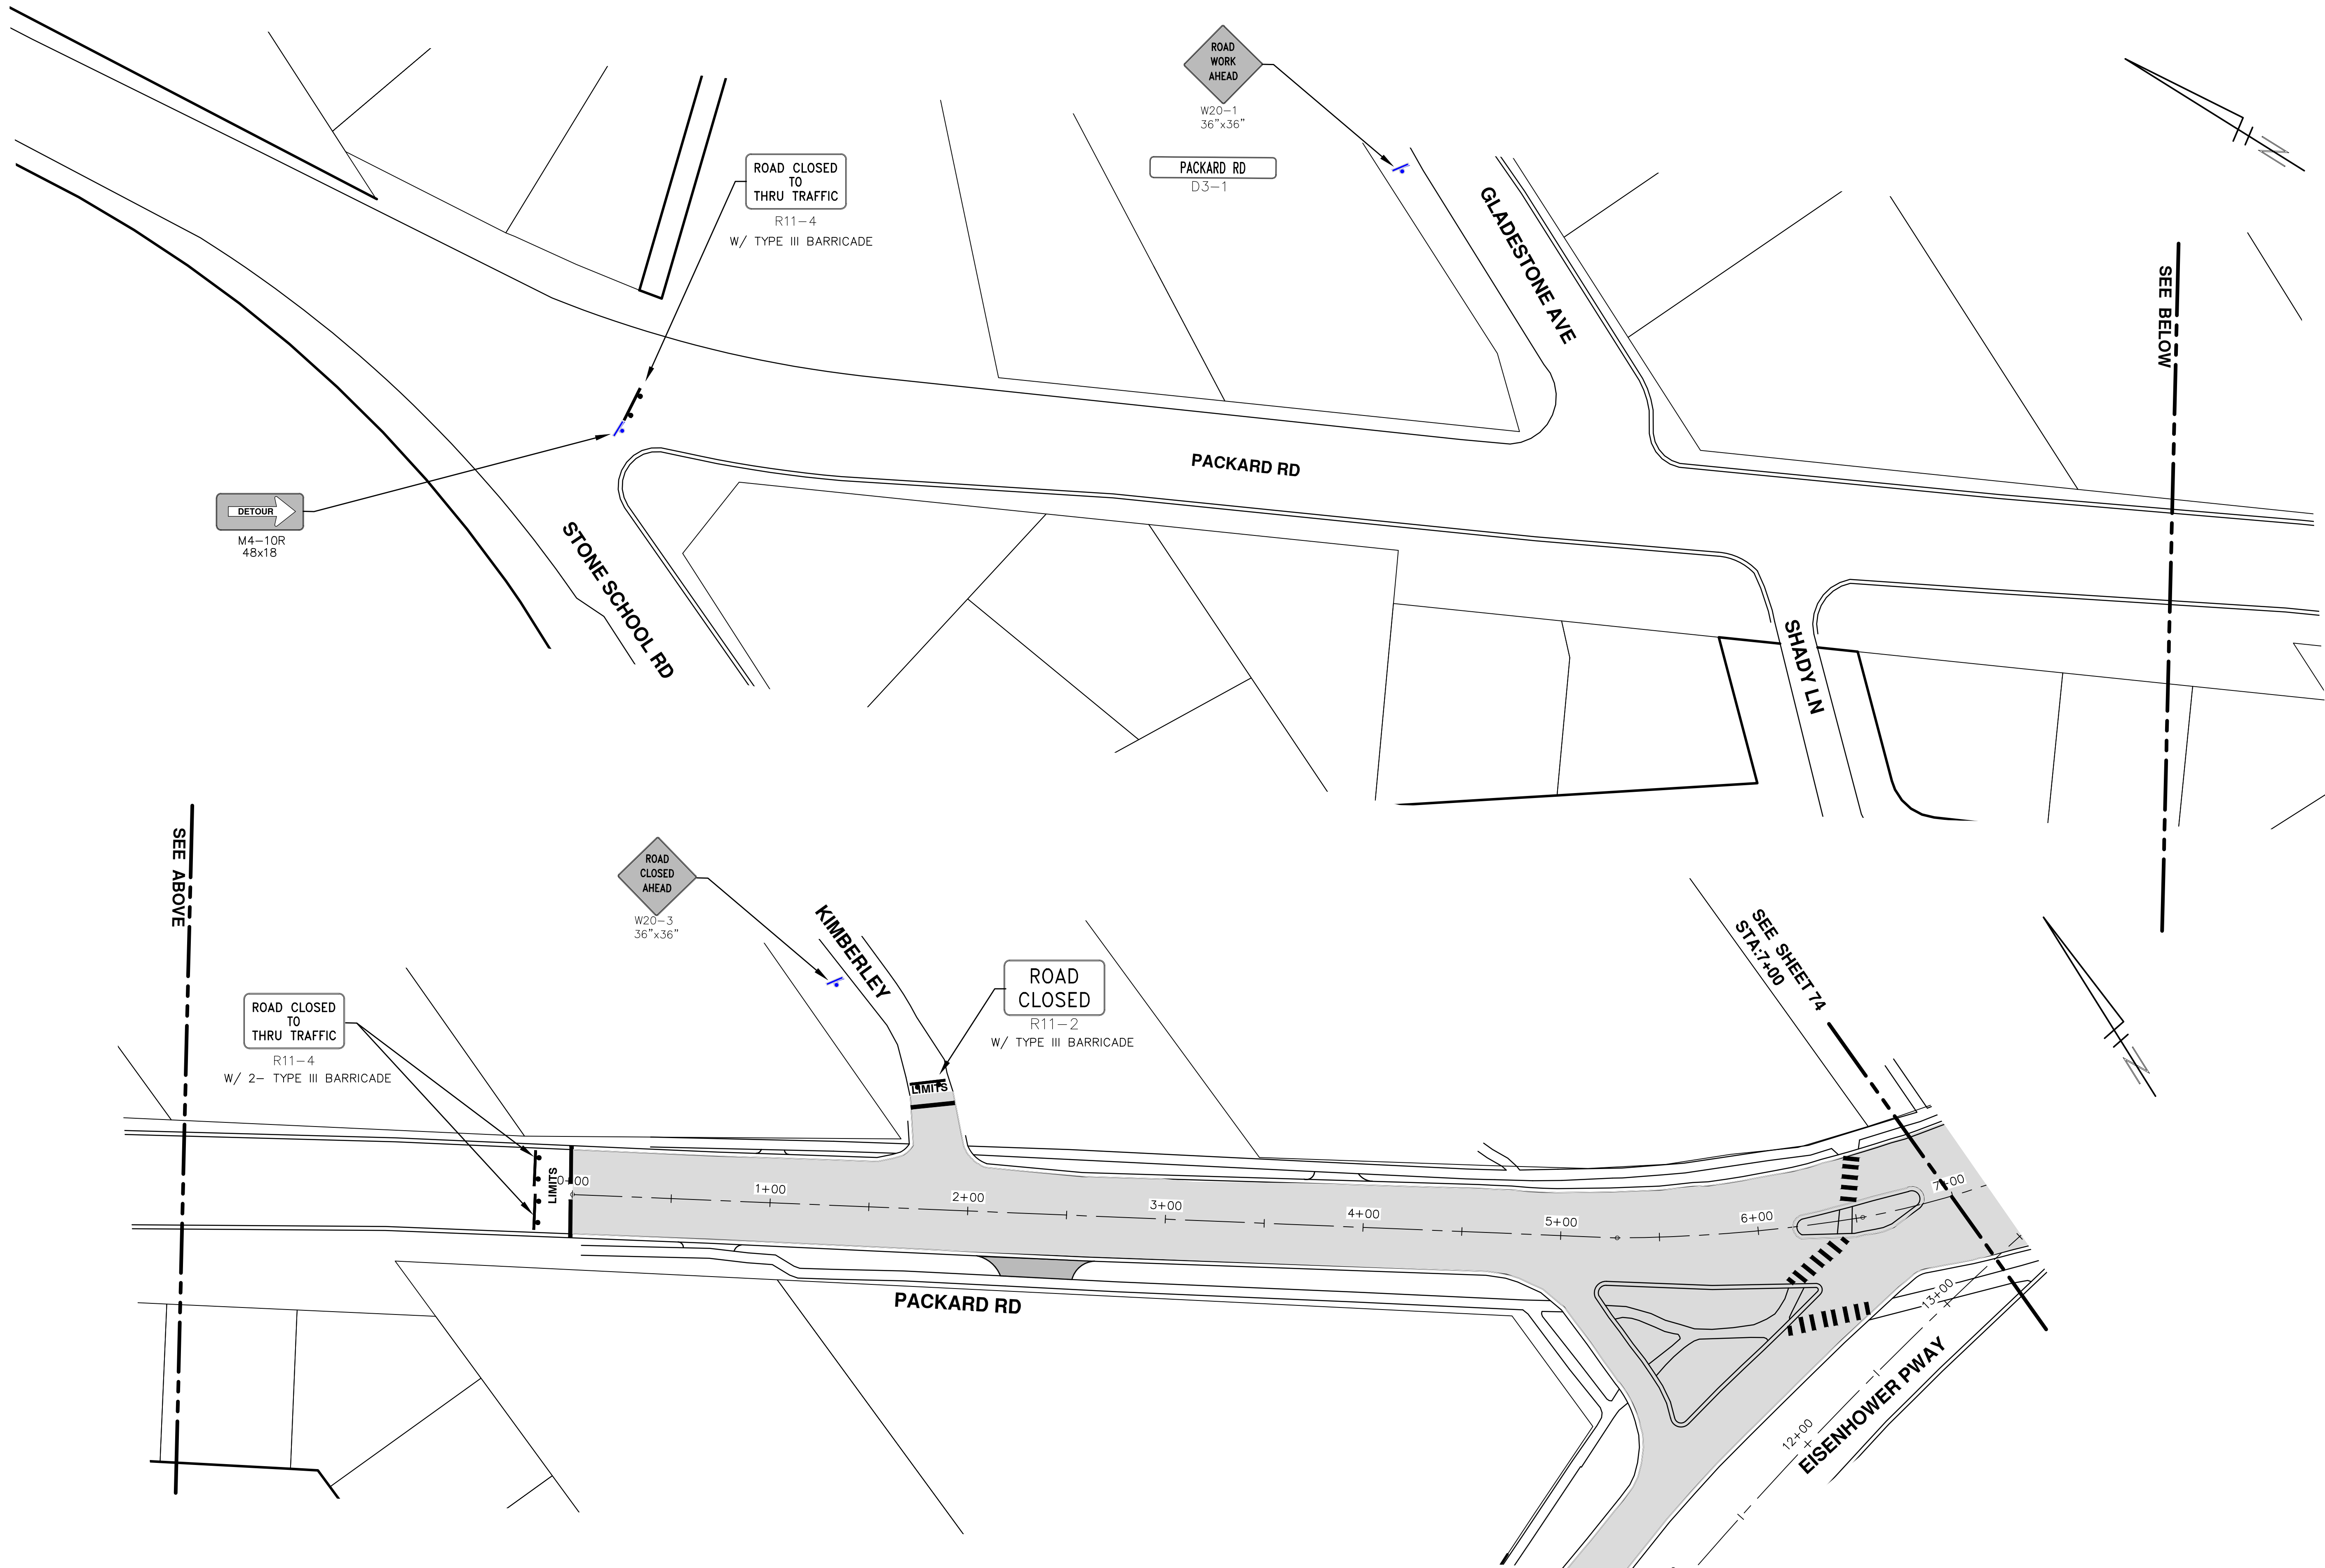 ROAD
WORK
AHEAD
W20-1
36"x36"
PACKARD RD
D3-1
ROAD CLOSED
TO
THRU TRAFFIC
R11-4
W/ TYPE III BARRICADE
GLADESTONE AVE
N
SEE BELOW
PACKARD RD
DETOUR
M4-10R
48x18
STONE SCHOOL RD
SHADY LN
SEE ABOVE
ROAD
CLOSED
AHEAD
W20-3
36"x36"
KIMBERLEY
ROAD
CLOSED
R11-2
W/ TYPE III BARRICADE
SEE SHEET 74
STA:7+00
N
ROAD CLOSED
TO
THRU TRAFFIC
R11-4
W/ 2- TYPE III BARRICADE
LIMITS
LIMITS
0+00
1+00
2+00
3+00
4+00
5+00
6+00
7+00
PACKARD RD
13+00
12+00
EISENHOWER PWAY